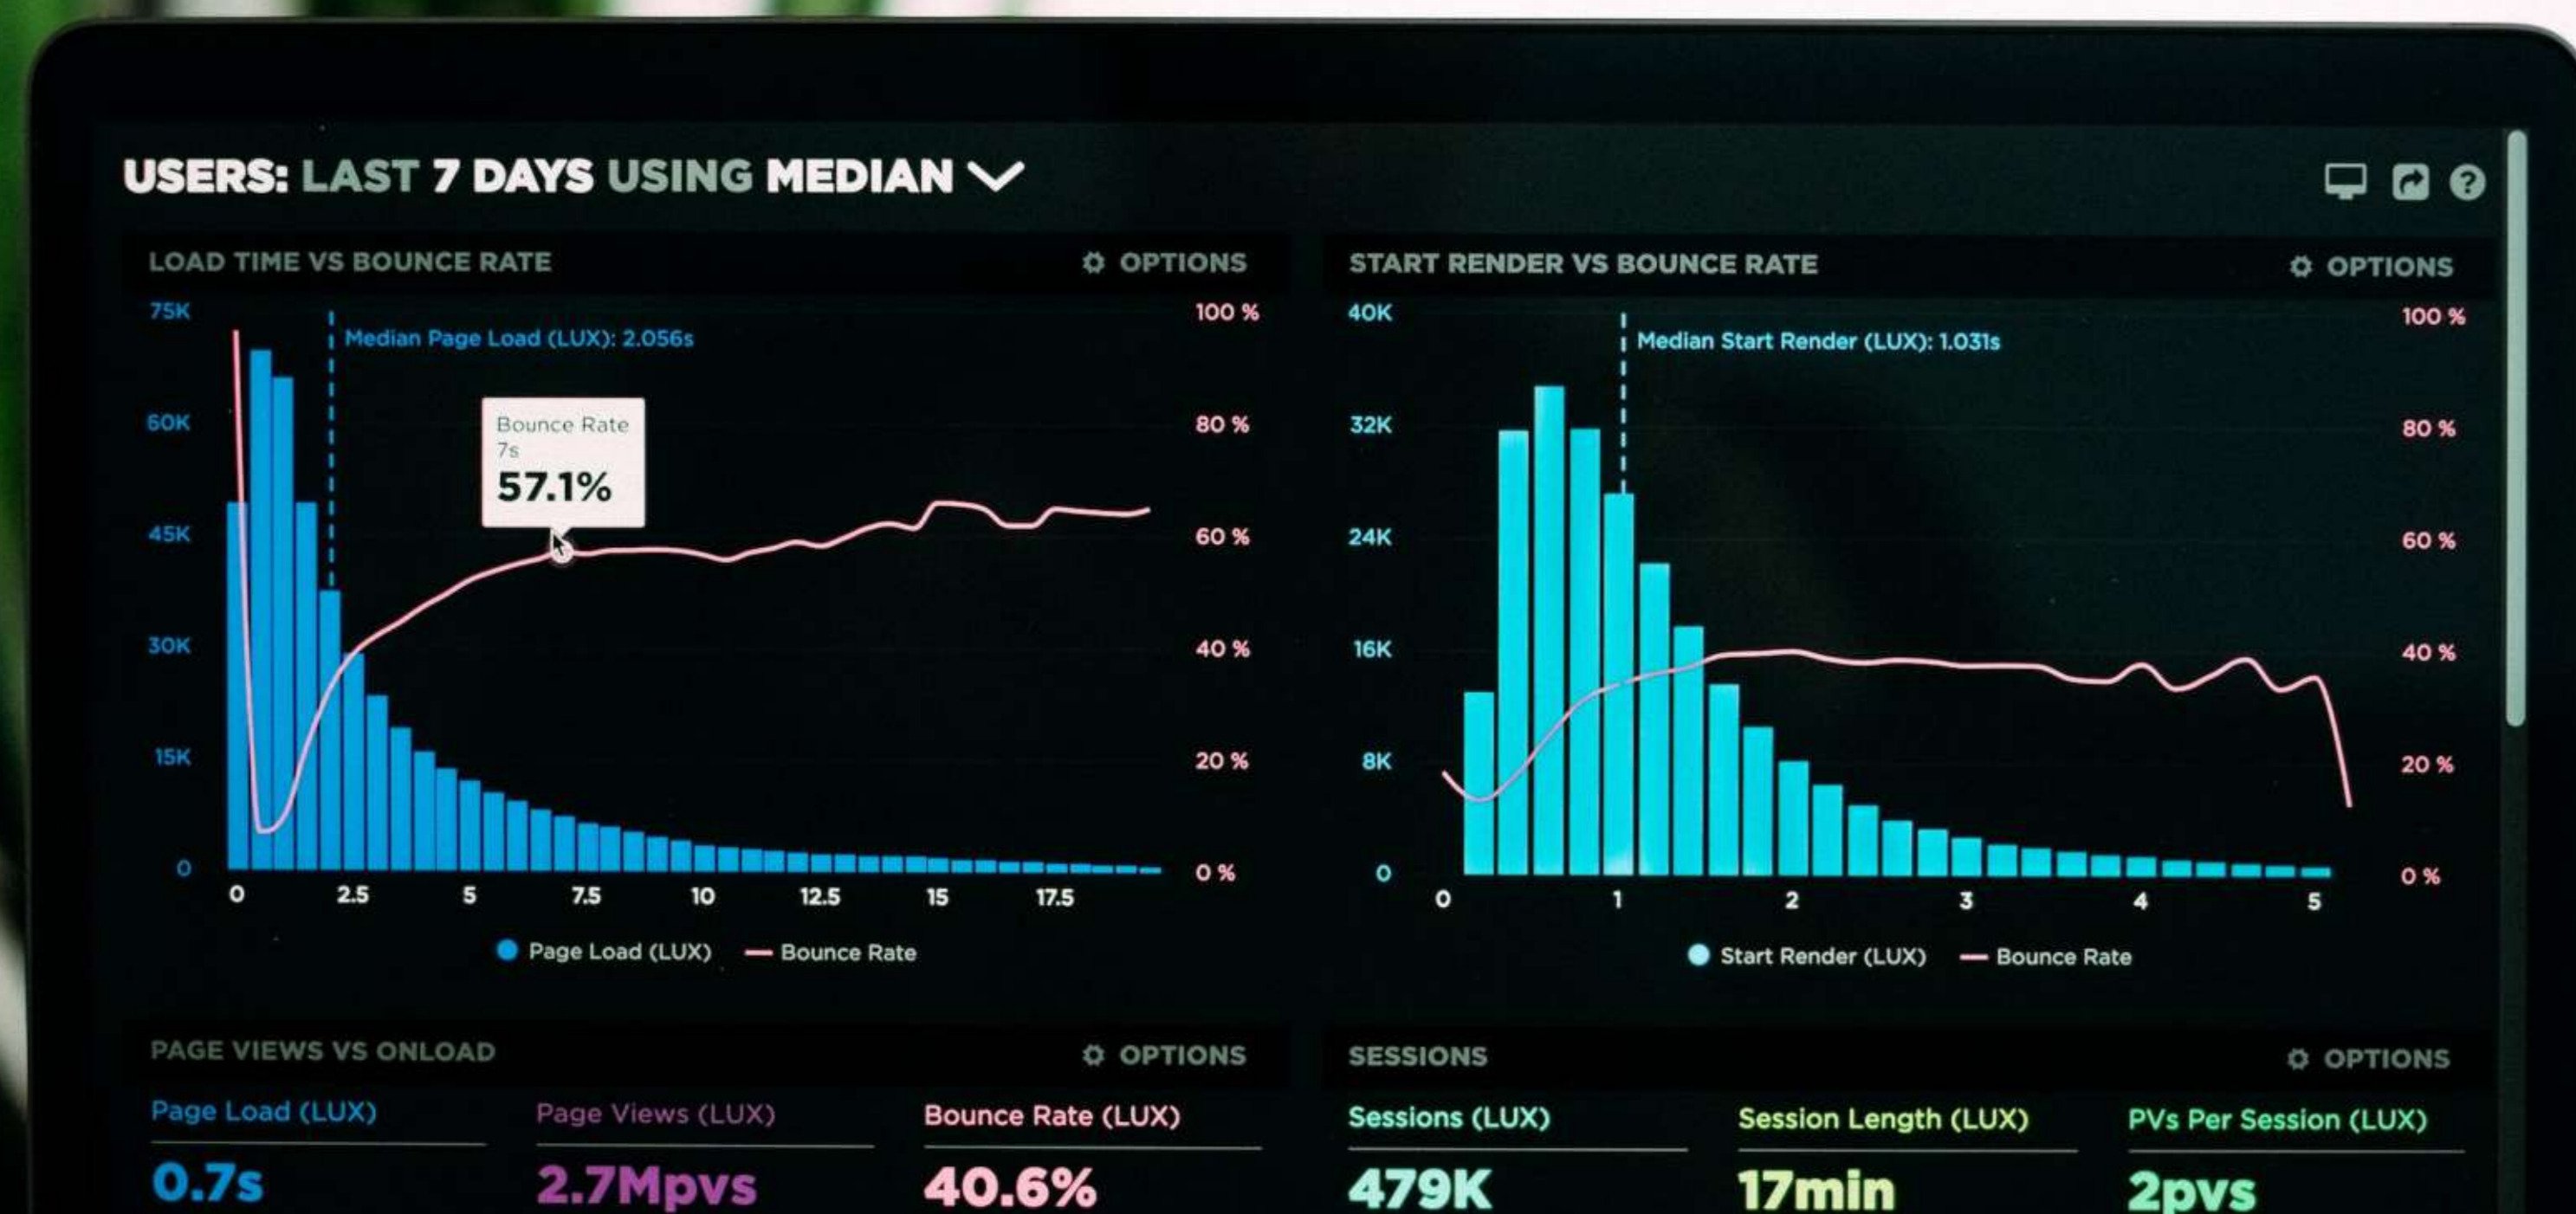 USERS: LAST 7 DAYS USING MEDIAN
LOAD TIME VS BOUNCE RATE
OPTIONS
75K
60K
45K
30K
15K
0
Median Page Load (LUX): 2.056s
Bounce Rate
7s
57.1%
100 %
80 %
60 %
40 %
20 %
0 %
0 2.5 5 7.5 10 12.5 15 17.5
Page Load (LUX) Bounce Rate
START RENDER VS BOUNCE RATE
OPTIONS
40K
32K
24K
16K
8K
0
Median Start Render (LUX): 1.031s
100 %
80 %
60 %
40 %
20 %
0 %
0 1 2 3 4 5
Start Render (LUX) Bounce Rate
PAGE VIEWS VS ONLOAD
OPTIONS
Page Load (LUX) Page Views (LUX) Bounce Rate (LUX)
0.7s 2.7Mpvs 40.6%
SESSIONS
OPTIONS
Sessions (LUX) Session Length (LUX) PVs Per Session (LUX)
479K 17min 2pvs